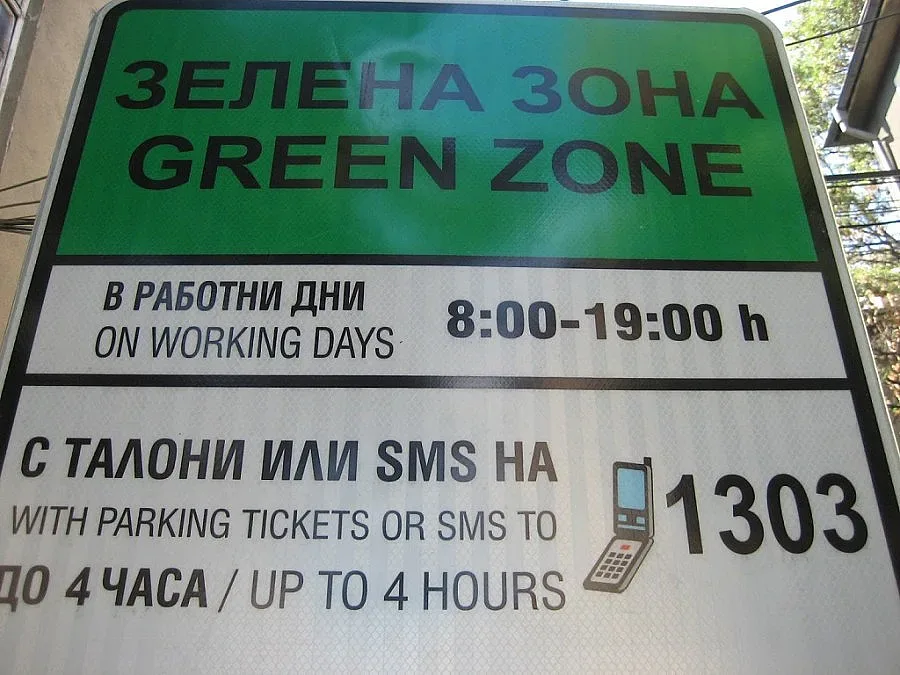 ЗЕЛЕНА ЗОНА
GREEN ZONE
В РАБОТНИ ДНИ
ON WORKING DAYS
8:00-19:00 h
С ТАЛОНИ ИЛИ SMS НА
WITH PARKING TICKETS OR SMS TO
1303
ДО 4 ЧАСА / UP TO 4 HOURS